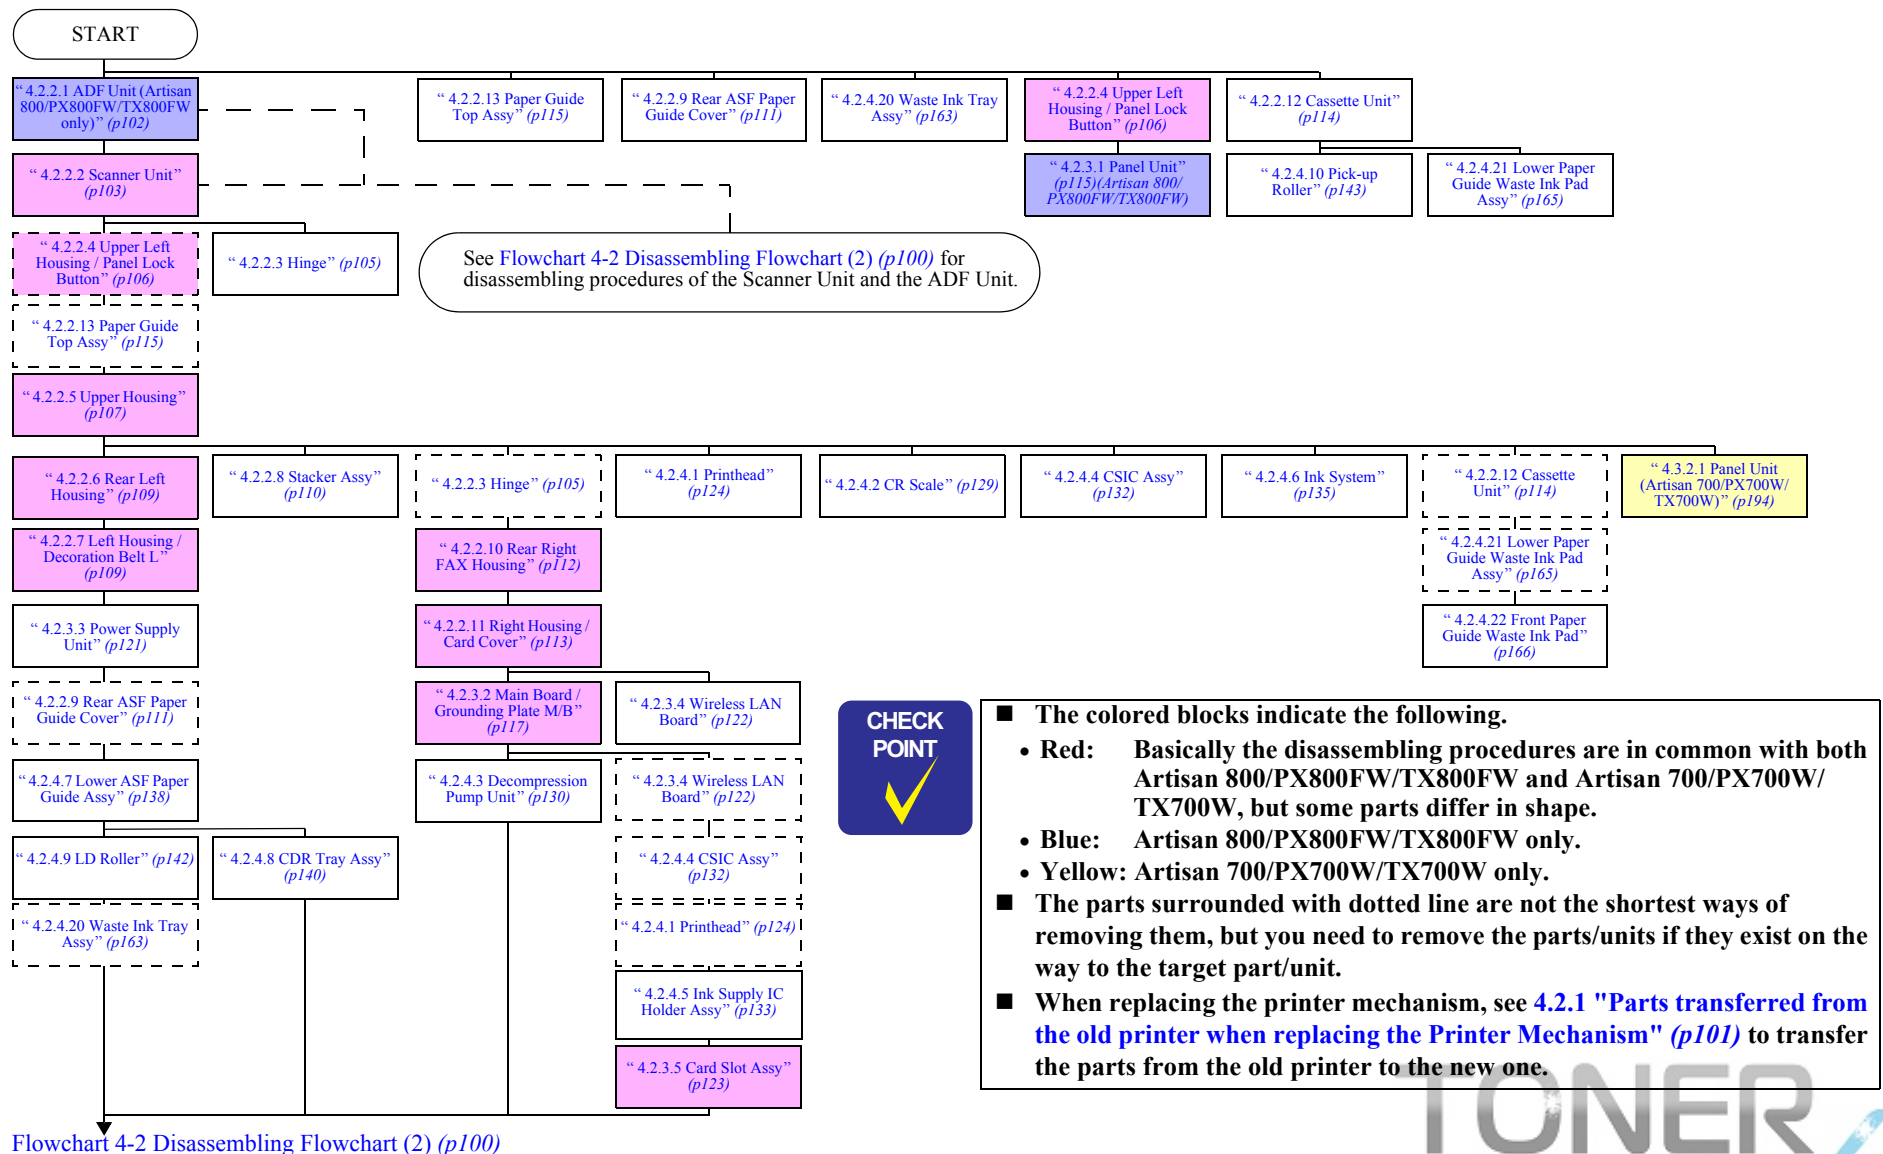 START
“ 4.2.2.1 ADF Unit (Artisan
800/PX800FW/TX800FW
only)” (p102)
“ 4.2.2.13 Paper Guide
Top Assy” (p115)
“ 4.2.2.9 Rear ASF Paper
Guide Cover” (p111)
“ 4.2.4.20 Waste Ink Tray
Assy” (p163)
“ 4.2.2.4 Upper Left
Housing / Panel Lock
Button” (p106)
“ 4.2.2.12 Cassette Unit”
(p114)
“ 4.2.2.2 Scanner Unit”
(p103)
“ 4.2.3.1 Panel Unit”
(p115)(Artisan 800/
PX800FW/TX800FW)
“ 4.2.4.10 Pick-up
Roller” (p143)
“ 4.2.4.21 Lower Paper
Guide Waste Ink Pad
Assy” (p165)
“ 4.2.2.4 Upper Left
Housing / Panel Lock
Button” (p106)
“ 4.2.2.3 Hinge” (p105)
See Flowchart 4-2 Disassembling Flowchart (2) (p100) for
disassembling procedures of the Scanner Unit and the ADF Unit.
“ 4.2.2.13 Paper Guide
Top Assy” (p115)
“ 4.2.2.5 Upper Housing”
(p107)
“ 4.2.2.6 Rear Left
Housing” (p109)
“ 4.2.2.8 Stacker Assy”
(p110)
“ 4.2.2.3 Hinge” (p105)
“ 4.2.4.1 Printhead”
(p124)
“ 4.2.4.2 CR Scale” (p129)
“ 4.2.4.4 CSIC Assy”
(p132)
“ 4.2.4.6 Ink System”
(p135)
“ 4.2.2.12 Cassette
Unit” (p114)
“ 4.3.2.1 Panel Unit
(Artisan 700/PX700W/
TX700W)” (p194)
“ 4.2.2.7 Left Housing /
Decoration Belt L”
(p109)
“ 4.2.2.10 Rear Right
FAX Housing” (p112)
“ 4.2.4.21 Lower Paper
Guide Waste Ink Pad
Assy” (p165)
“ 4.2.3.3 Power Supply
Unit” (p121)
“ 4.2.2.11 Right Housing /
Card Cover” (p113)
“ 4.2.4.22 Front Paper
Guide Waste Ink Pad”
(p166)
“ 4.2.2.9 Rear ASF Paper
Guide Cover” (p111)
“ 4.2.3.2 Main Board /
Grounding Plate M/B”
(p117)
“ 4.2.3.4 Wireless LAN
Board” (p122)
“ 4.2.4.7 Lower ASF Paper
Guide Assy” (p138)
“ 4.2.4.3 Decompression
Pump Unit” (p130)
“ 4.2.3.4 Wireless LAN
Board” (p122)
“ 4.2.4.9 LD Roller” (p142)
“ 4.2.4.8 CDR Tray Assy”
(p140)
“ 4.2.4.4 CSIC Assy”
(p132)
“ 4.2.4.20 Waste Ink Tray
Assy” (p163)
“ 4.2.4.1 Printhead” (p124)
“ 4.2.4.5 Ink Supply IC
Holder Assy” (p133)
“ 4.2.3.5 Card Slot Assy”
(p123)
CHECK
POINT
■ The colored blocks indicate the following.
• Red: Basically the disassembling procedures are in common with both
Artisan 800/PX800FW/TX800FW and Artisan 700/PX700W/
TX700W, but some parts differ in shape.
• Blue: Artisan 800/PX800FW/TX800FW only.
• Yellow: Artisan 700/PX700W/TX700W only.
■ The parts surrounded with dotted line are not the shortest ways of
removing them, but you need to remove the parts/units if they exist on the
way to the target part/unit.
■ When replacing the printer mechanism, see 4.2.1 "Parts transferred from
the old printer when replacing the Printer Mechanism" (p101) to transfer
the parts from the old printer to the new one.
Flowchart 4-2 Disassembling Flowchart (2) (p100)
TONER